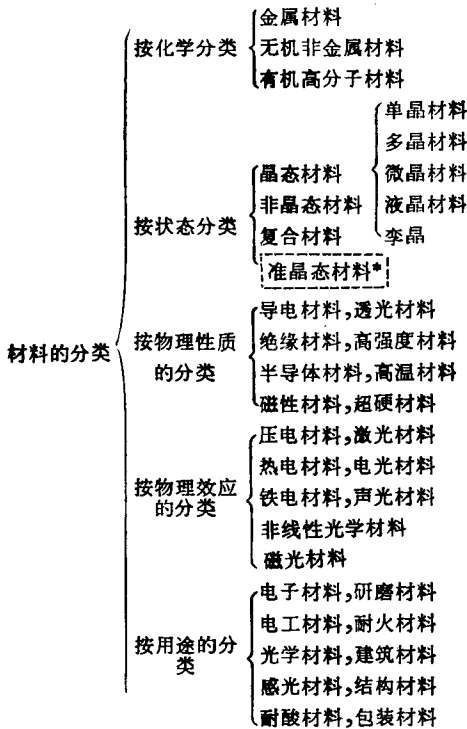 材料的分类
按化学分类
金属材料
无机非金属材料
有机高分子材料
按状态分类
晶态材料
非晶态材料
复合材料
准晶态材料*
单晶材料
多晶材料
微晶材料
液晶材料
孪晶
按物理性质
的分类
导电材料,透光材料
绝缘材料,高强度材料
半导体材料,高温材料
磁性材料,超硬材料
按物理效应
的分类
压电材料,激光材料
热电材料,电光材料
铁电材料,声光材料
非线性光学材料
磁光材料
按用途的分
类
电子材料,研磨材料
电工材料,耐火材料
光学材料,建筑材料
感光材料,结构材料
耐酸材料,包装材料